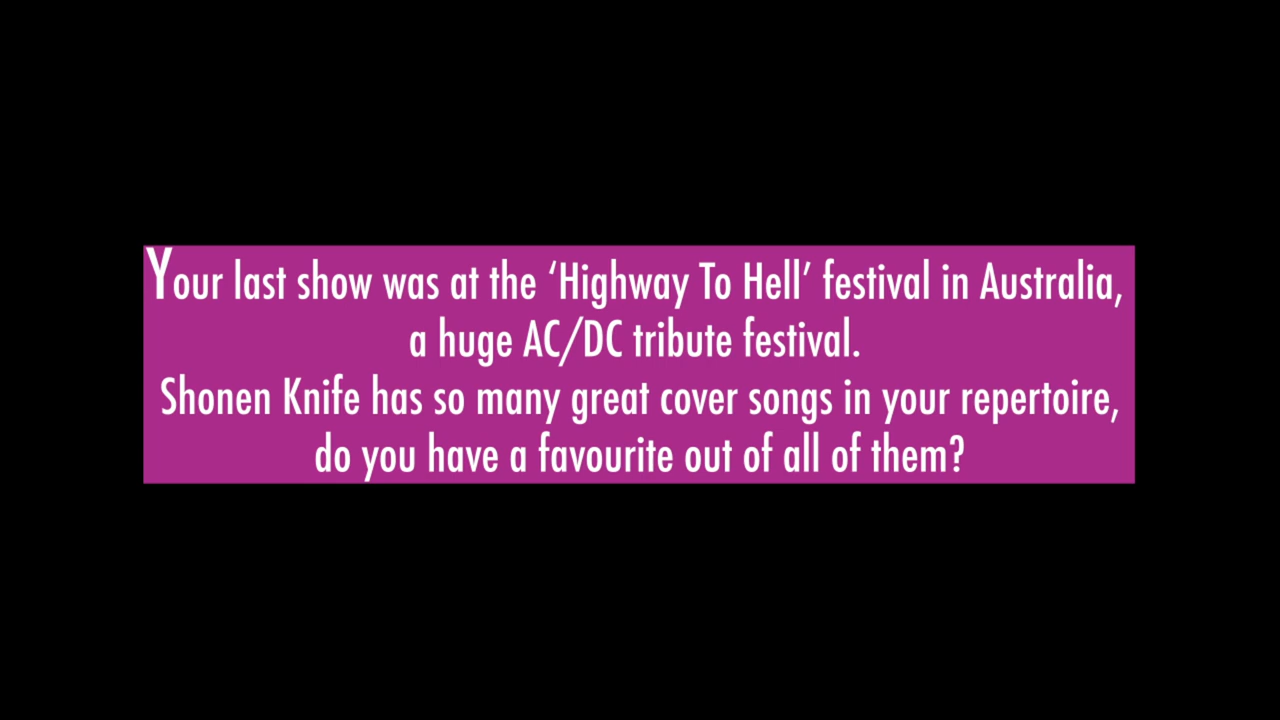 Your last show was at the ‘Highway To Hell’ festival in Australia,
a huge AC/DC tribute festival.
Shonen Knife has so many great cover songs in your repertoire,
do you have a favourite out of all of them?